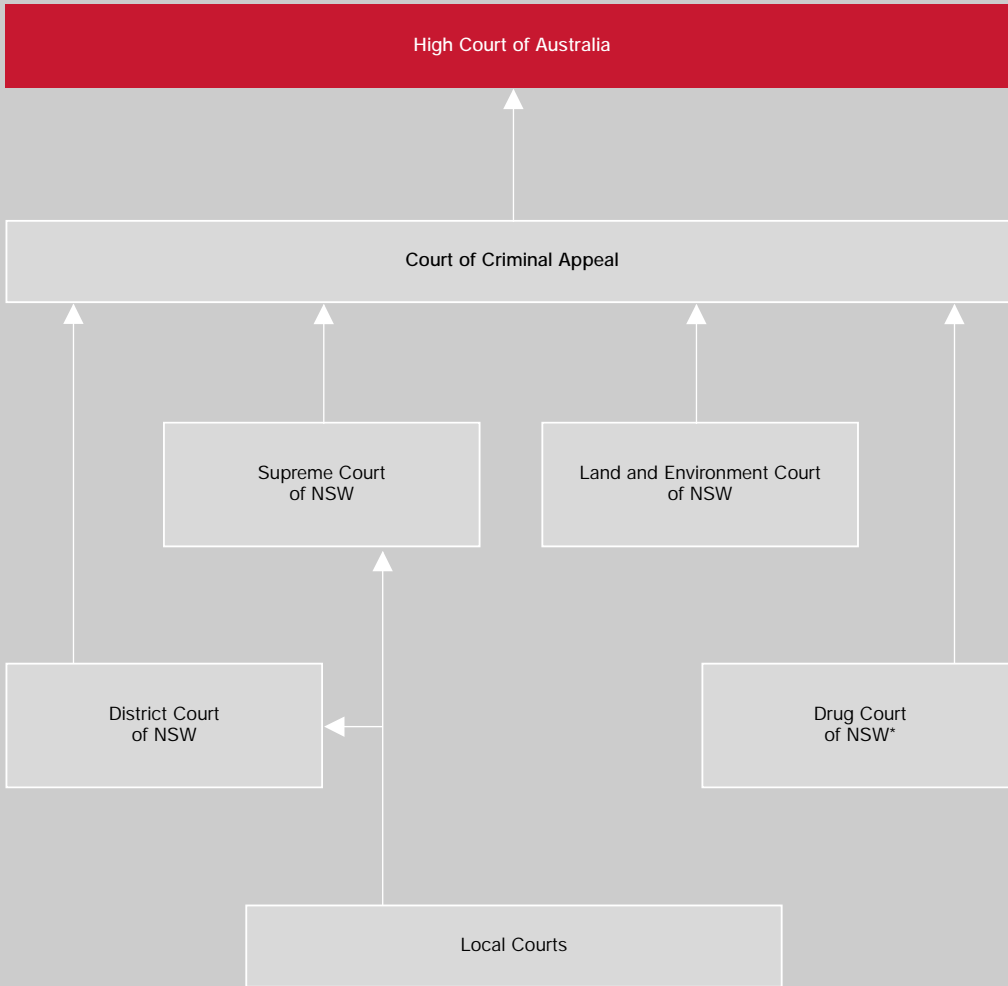 High Court of Australia
Court of Criminal Appeal
Supreme Court
of NSW
Land and Environment Court
of NSW
District Court
of NSW
Drug Court
of NSW*
Local Courts